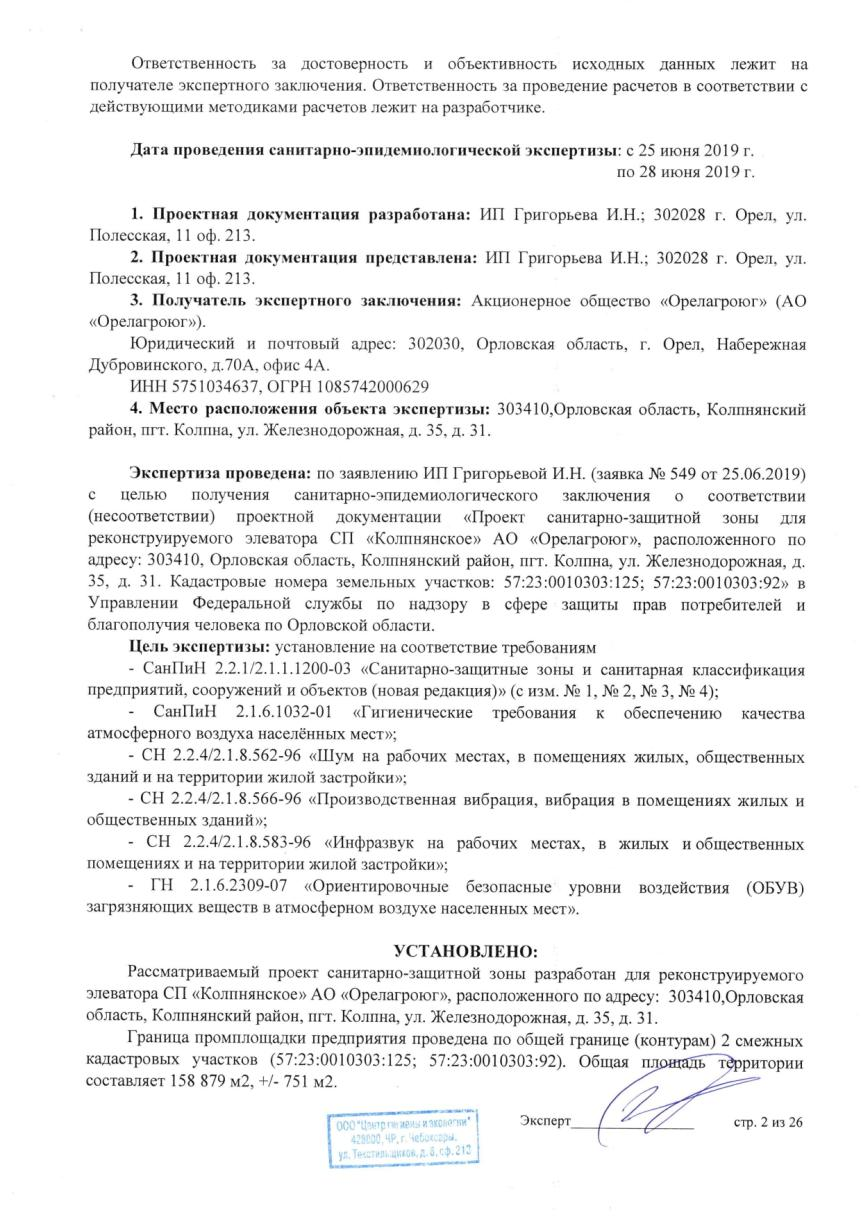 Ответственность за достоверность и объективность исходных данных лежит на
получателе экспертного заключения. Ответственность за проведение расчетов в соответствии с
действующими методиками расчетов лежит на разработчике.
Дата проведения санитарно-эпидемиологической экспертизы: с 25 июня 2019 г.
по 28 июня 2019 г.
1. Проектная документация разработана: ИП Григорьева И.Н.; 302028 г. Орел, ул.
Полесская, 11 оф. 213.
2. Проектная документация представлена: ИП Григорьева И.Н.; 302028 г. Орел, ул.
Полесская, 11 оф. 213.
3. Получатель экспертного заключения: Акционерное общество «Орелагроюг» (АО
«Орелагроюг»).
Юридический и почтовый адрес: 302030, Орловская область, г. Орел, Набережная
Дубровинского, д.70А, офис 4А.
ИНН 5751034637, ОГРН 1085742000629
4. Место расположения объекта экспертизы: 303410,Орловская область, Колпнянский
район, пгт. Колпна, ул. Железнодорожная, д. 35, д. 31.
Экспертиза проведена: по заявлению ИП Григорьевой И.Н. (заявка № 549 от 25.06.2019)
с целью получения санитарно-эпидемиологического заключения о соответствии
(несоответствии) проектной документации «Проект санитарно-защитной зоны для
реконструируемого элеватора СП «Колпнянское» АО «Орелагроюг», расположенного по
адресу: 303410, Орловская область, Колпнянский район, пгт. Колпна, ул. Железнодорожная, д.
35, д. 31. Кадастровые номера земельных участков: 57:23:0010303:125; 57:23:0010303:92» в
Управлении Федеральной службы по надзору в сфере защиты прав потребителей и
благополучия человека по Орловской области.
Цель экспертизы: установление на соответствие требованиям
- СанПиН 2.2.1/2.1.1.1200-03 «Санитарно-защитные зоны и санитарная классификация
предприятий, сооружений и объектов (новая редакция)» (с изм. № 1, № 2, № 3, № 4);
- СанПиН 2.1.6.1032-01 «Гигиенические требования к обеспечению качества
атмосферного воздуха населённых мест»;
- СН 2.2.4/2.1.8.562-96 «Шум на рабочих местах, в помещениях жилых, общественных
зданий и на территории жилой застройки»;
- СН 2.2.4/2.1.8.566-96 «Производственная вибрация, вибрация в помещениях жилых и
общественных зданий»;
- СН 2.2.4/2.1.8.583-96 «Инфразвук на рабочих местах, в жилых и общественных
помещениях и на территории жилой застройки»;
- ГН 2.1.6.2309-07 «Ориентировочные безопасные уровни воздействия (ОБУВ)
загрязняющих веществ в атмосферном воздухе населенных мест».
УСТАНОВЛЕНО:
Рассматриваемый проект санитарно-защитной зоны разработан для реконструируемого
элеватора СП «Колпнянское» АО «Орелагроюг», расположенного по адресу: 303410,Орловская
область, Колпнянский район, пгт. Колпна, ул. Железнодорожная, д. 35, д. 31.
Граница промплощадки предприятия проведена по общей границе (контурам) 2 смежных
кадастровых участков (57:23:0010303:125; 57:23:0010303:92). Общая площадь территории
составляет 158 879 м2, +/- 751 м2.
ООО "Центр гигиены и экологии"
428000, ЧР, г. Чебоксары,
ул. Текстильщиков, д. 8, оф. 213
Эксперт_________________ стр. 2 из 26